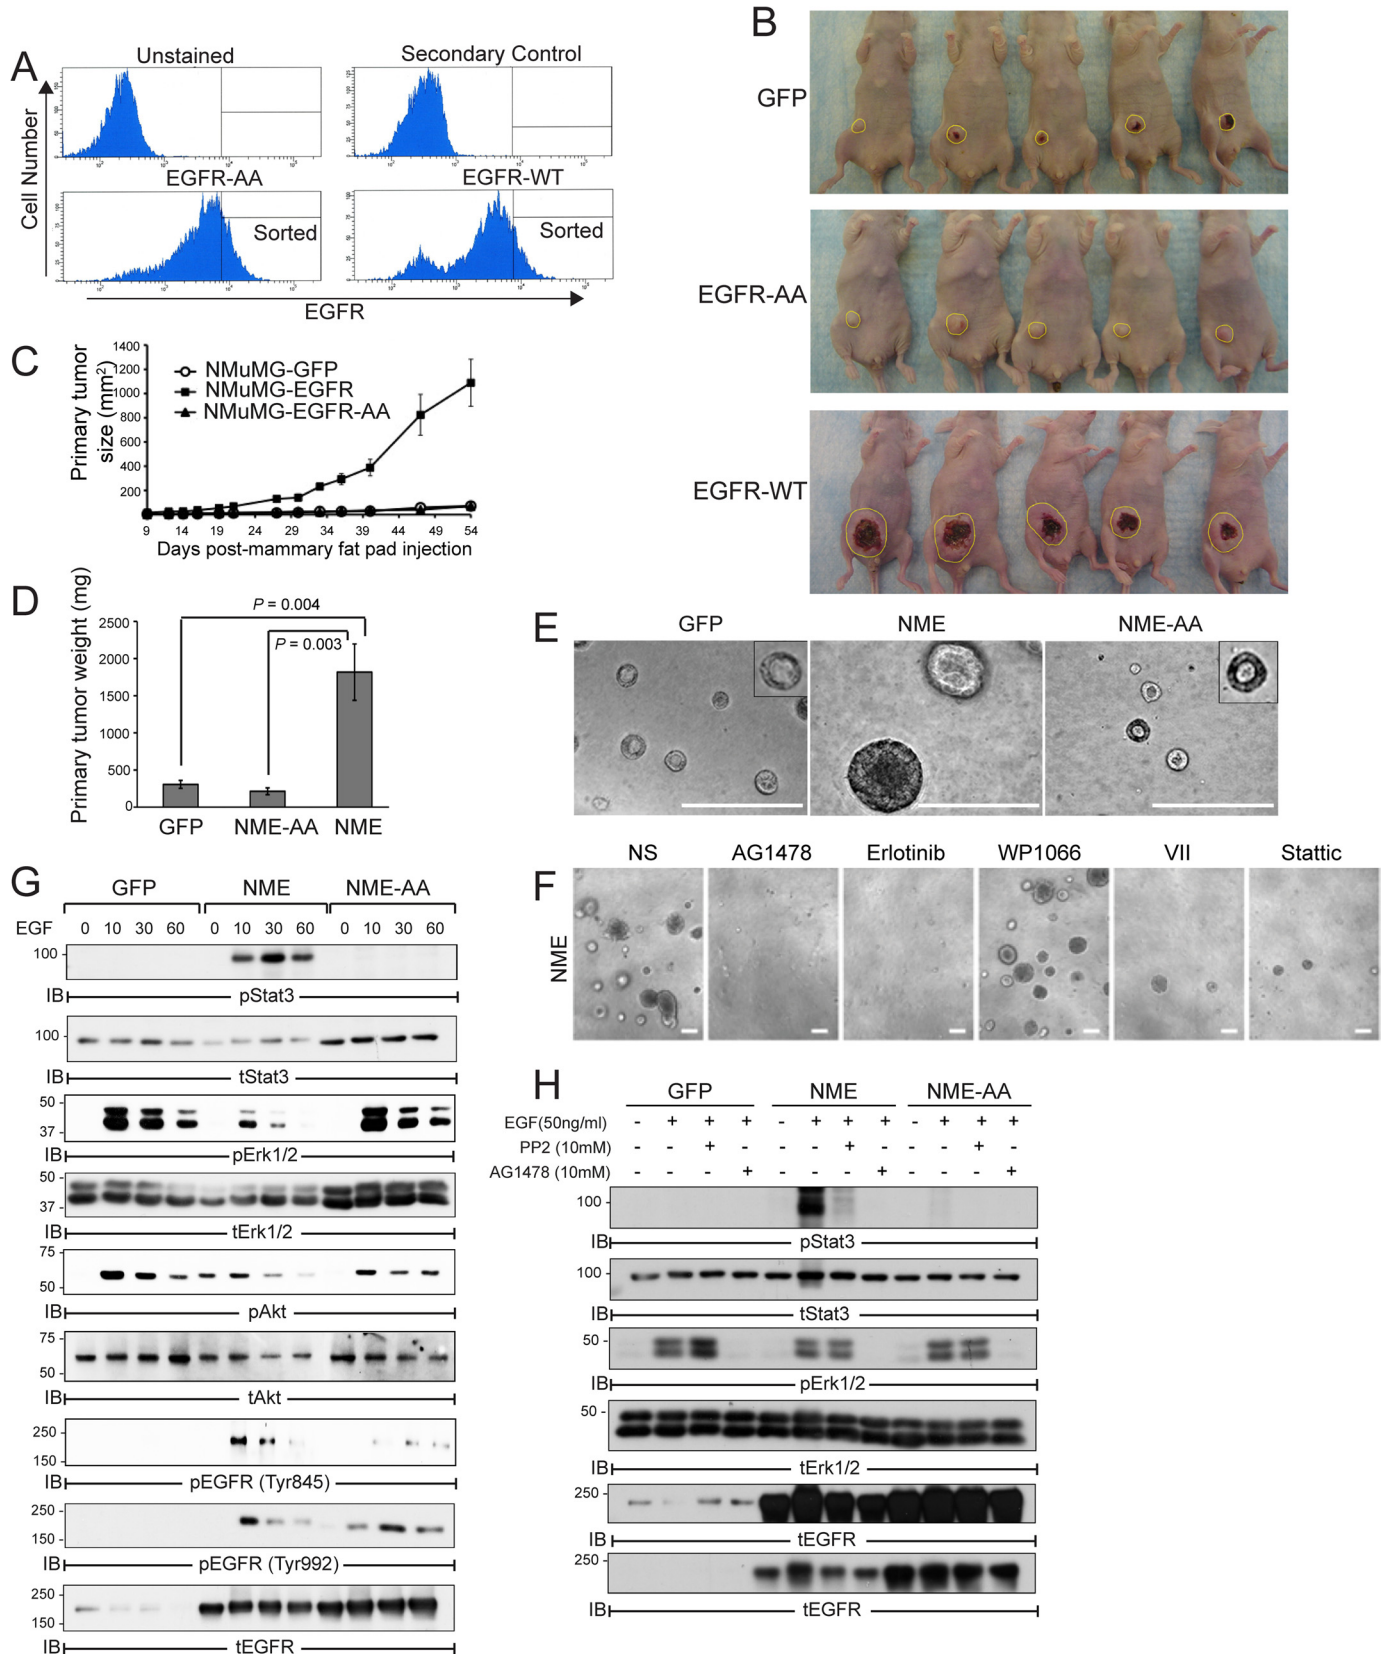 A
Unstained
Secondary Control
EGFR-AA
EGFR-WT
Sorted
Sorted
Cell Number
EGFR
B
GFP
EGFR-AA
EGFR-WT
C
Primary tumor
size (mm2)
1400
1200
1000
800
600
400
200
NMuMG-GFP
NMuMG-EGFR
NMuMG-EGFR-AA
9 14 19 24 29 34 39 44 49 54
Days post-mammary fat pad injection
D
Primary tumor weight (mg)
P = 0.004
P = 0.003
2500
2000
1500
1000
500
0
GFP NME-AA NME
E
GFP NME NME-AA
F
NS AG1478 Erlotinib WP1066 VII Stattic
NME
G
GFP NME NME-AA
EGF 0 10 30 60 0 10 30 60 0 10 30 60
100
IB pStat3
100
IB tStat3
50
37
IB pErk1/2
50
37
IB tErk1/2
75
50
IB pAkt
75
50
IB tAkt
250
150
IB pEGFR (Tyr845)
250
150
IB pEGFR (Tyr992)
250
150
IB tEGFR
H
GFP NME NME-AA
EGF(50ng/ml) - + + + - + + + - + + +
PP2 (10mM) - - + - - - + - - - + -
AG1478 (10mM) - - - + - - - + - - - +
100
IB pStat3
100
IB tStat3
50
IB pErk1/2
50
IB tErk1/2
250
IB tEGFR
250
IB tEGFR